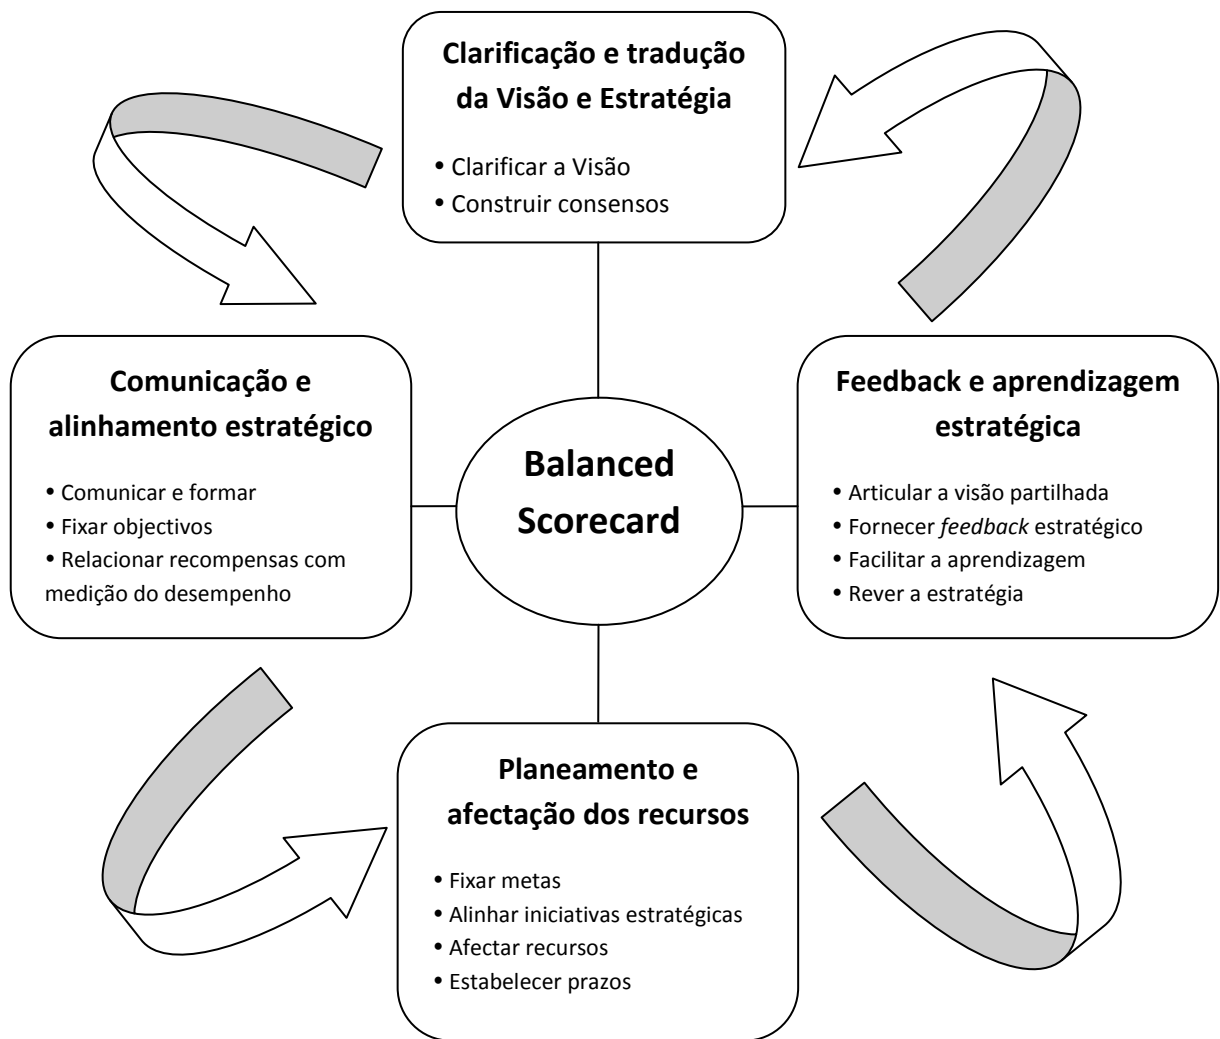 Clarificação e tradução
da Visão e Estratégia
• Clarificar a Visão
• Construir consensos
Comunicação e
alinhamento estratégico
• Comunicar e formar
• Fixar objectivos
• Relacionar recompensas com
medição do desempenho
Balanced
Scorecard
Feedback e aprendizagem
estratégica
• Articular a visão partilhada
• Fornecer feedback estratégico
• Facilitar a aprendizagem
• Rever a estratégia
Planeamento e
afectação dos recursos
• Fixar metas
• Alinhar iniciativas estratégicas
• Afectar recursos
• Estabelecer prazos